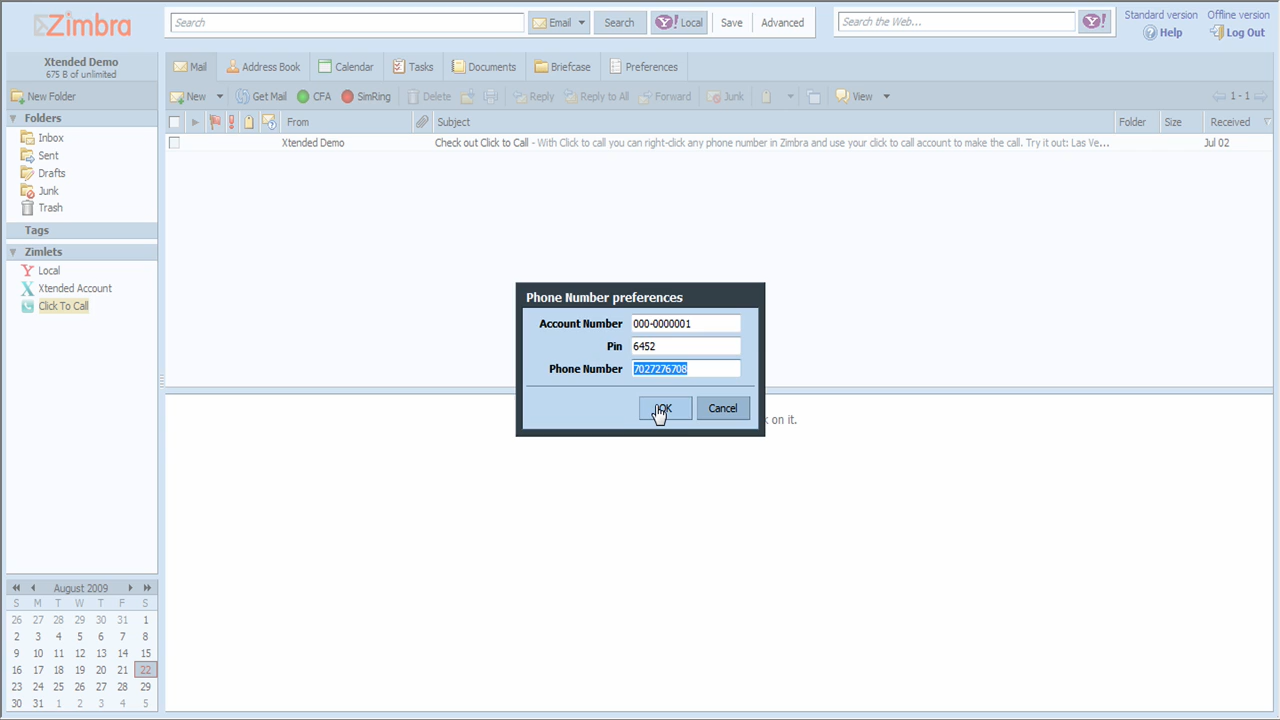 Zimbra
Search
Email
Search
Y! Local
Save
Advanced
Search the Web...
Y!
Standard version
Help
Offline version
Log Out
Xtended Demo
675 B of unlimited
Mail
Address Book
Calendar
Tasks
Documents
Briefcase
Preferences
New Folder
New
Get Mail
CFA
SimRing
Delete
Reply
Reply to All
Forward
Junk
View
1 - 1
Folders
From
Subject
Folder
Size
Received
Inbox
Xtended Demo
Check out Click to Call - With Click to call you can right-click any phone number in Zimbra and use your click to call account to make the call. Try it out: Las Ve...
Jul 02
Sent
Drafts
Junk
Trash
Tags
Zimlets
Local
Xtended Account
Click To Call
Phone Number preferences
Account Number 000-0000001
Pin 6452
Phone Number 7027276708
OK
Cancel
on it.
August 2009
S M T W T F S
26 27 28 29 30 31 1
2 3 4 5 6 7 8
9 10 11 12 13 14 15
16 17 18 19 20 21 22
23 24 25 26 27 28 29
30 31 1 2 3 4 5